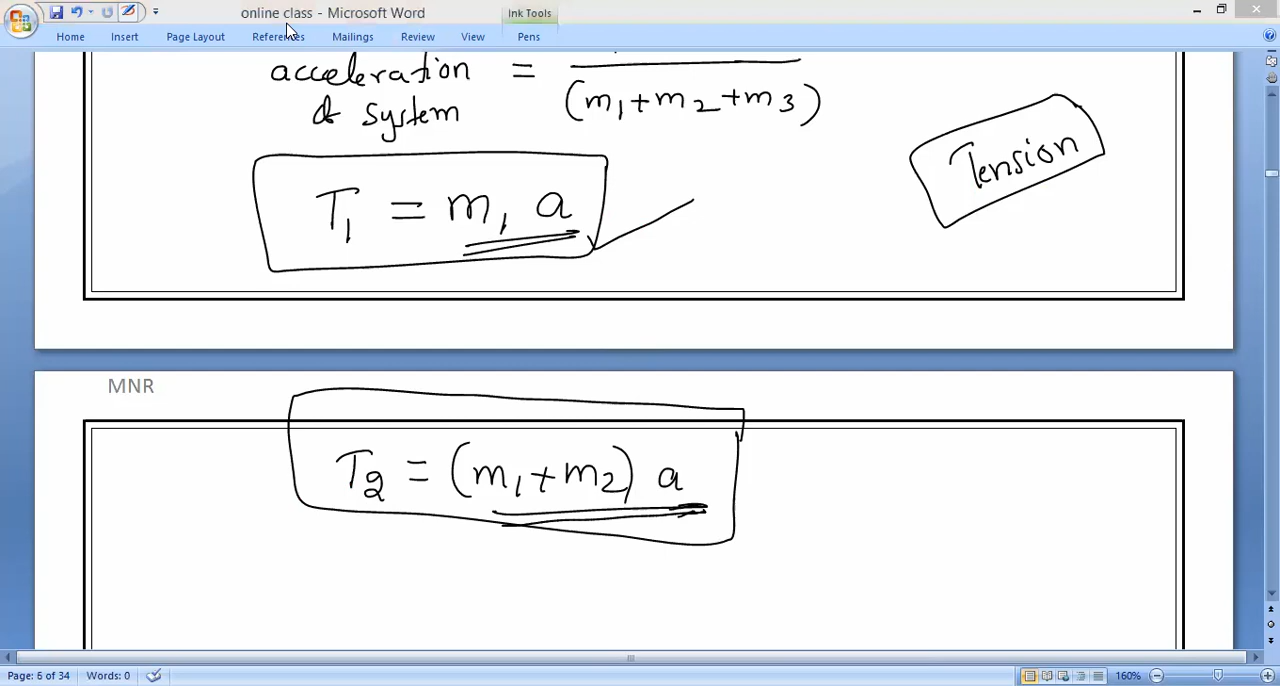 online class - Microsoft Word
Ink Tools
Home Insert Page Layout References Mailings Review View Pens
acceleration =
of system (m1+m2+m3)
Tension
T1 = m1 a
MNR
T2 = (m1+m2) a
Page: 6 of 34 Words: 0 160%